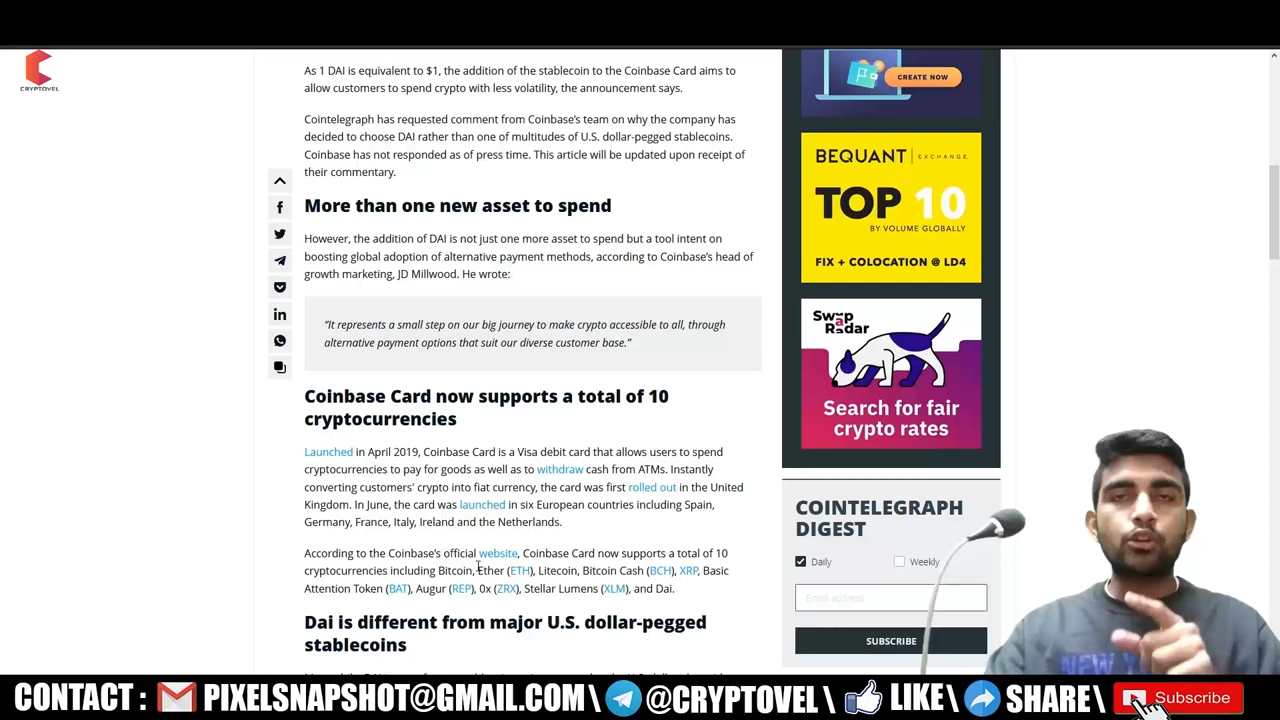 CRYPTOVEL
As 1 DAI is equivalent to $1, the addition of the stablecoin to the Coinbase Card aims to
allow customers to spend crypto with less volatility, the announcement says.
Cointelegraph has requested comment from Coinbase's team on why the company has
decided to choose DAI rather than one of multitudes of U.S. dollar-pegged stablecoins.
Coinbase has not responded as of press time. This article will be updated upon receipt of
their commentary.
More than one new asset to spend
However, the addition of DAI is not just one more asset to spend but a tool intent on
boosting global adoption of alternative payment methods, according to Coinbase's head of
growth marketing, JD Millwood. He wrote:
“It represents a small step on our big journey to make crypto accessible to all, through
alternative payment options that suit our diverse customer base.”
Coinbase Card now supports a total of 10
cryptocurrencies
Launched in April 2019, Coinbase Card is a Visa debit card that allows users to spend
cryptocurrencies to pay for goods as well as to withdraw cash from ATMs. Instantly
converting customers' crypto into fiat currency, the card was first rolled out in the United
Kingdom. In June, the card was launched in six European countries including Spain,
Germany, France, Italy, Ireland and the Netherlands.
According to the Coinbase's official website, Coinbase Card now supports a total of 10
cryptocurrencies including Bitcoin, Ether (ETH), Litecoin, Bitcoin Cash (BCH), XRP, Basic
Attention Token (BAT), Augur (REP), 0x (ZRX), Stellar Lumens (XLM), and Dai.
Dai is different from major U.S. dollar-pegged
stablecoins
CREATE NOW
BEQUANT | EXCHANGE
TOP 10
BY VOLUME GLOBALLY
FIX + COLOCATION @ LD4
Swap
Radar
Search for fair
crypto rates
COINTELEGRAPH
DIGEST
Daily
Weekly
Email address
SUBSCRIBE
NEW
CONTACT : PIXELSNAPSHOT@GMAIL.COM \ @CRYPTOVEL \ LIKE\ SHARE\ Subscribe